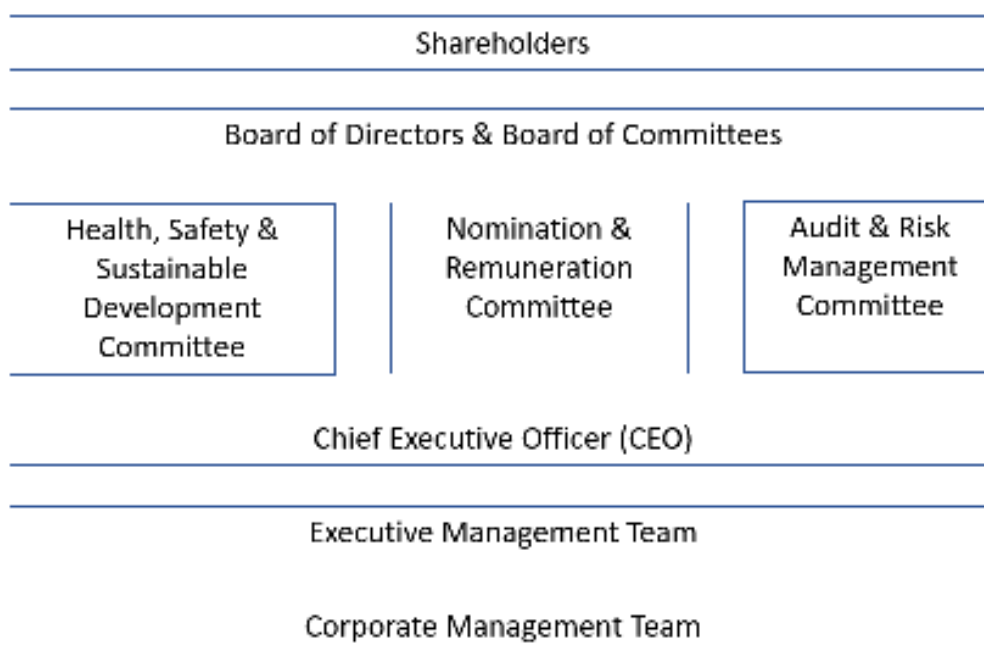 Shareholders
Board of Directors & Board of Committees
Health, Safety &
Sustainable
Development
Committee
Nomination &
Remuneration
Committee
Audit & Risk
Management
Committee
Chief Executive Officer (CEO)
Executive Management Team
Corporate Management Team